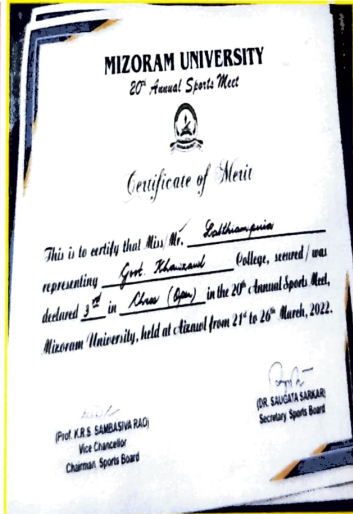 MIZORAM UNIVERSITY
20th Annual Sports Meet
Certificate of Merit
This is to certify that Miss/Mr. Lalthiampuia
representing Govt. Khawzawl College, secured / was
declared 3rd in Chess (Open) in the 20th Annual Sports Meet,
Mizoram University, held at Aizawl from 21st to 26th March, 2022.
(Prof. K.R.S. SAMBASIVA RAO)
Vice Chancellor
Chairman, Sports Board
(DR. SAUGATA SARKAR)
Secretary Sports Board